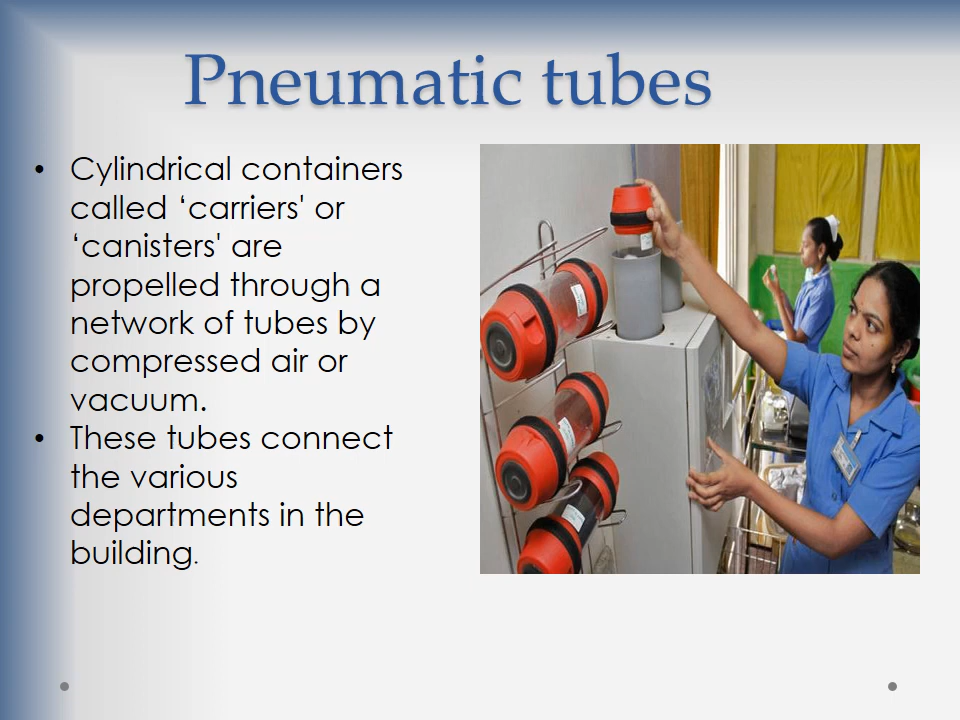 Pneumatic tubes
• Cylindrical containers
called ‘carriers' or
‘canisters' are
propelled through a
network of tubes by
compressed air or
vacuum.
• These tubes connect
the various
departments in the
building.